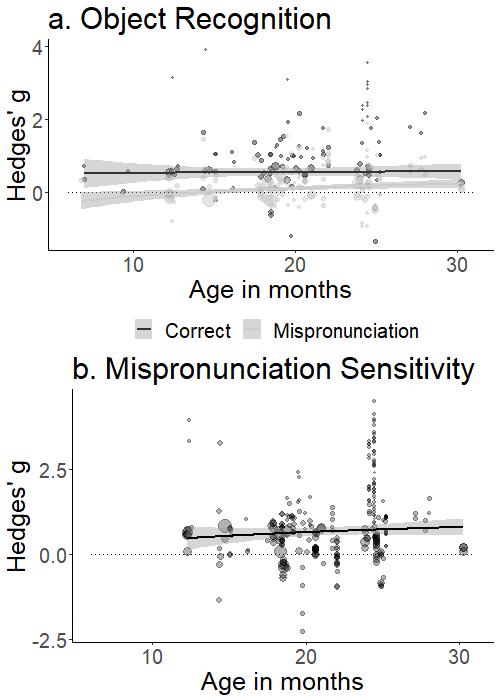 a. Object Recognition
4
2
0
Hedges' g
10 20 30
Age in months
Correct Mispronunciation
b. Mispronunciation Sensitivity
2.5
0.0
-2.5
Hedges' g
10 20 30
Age in months